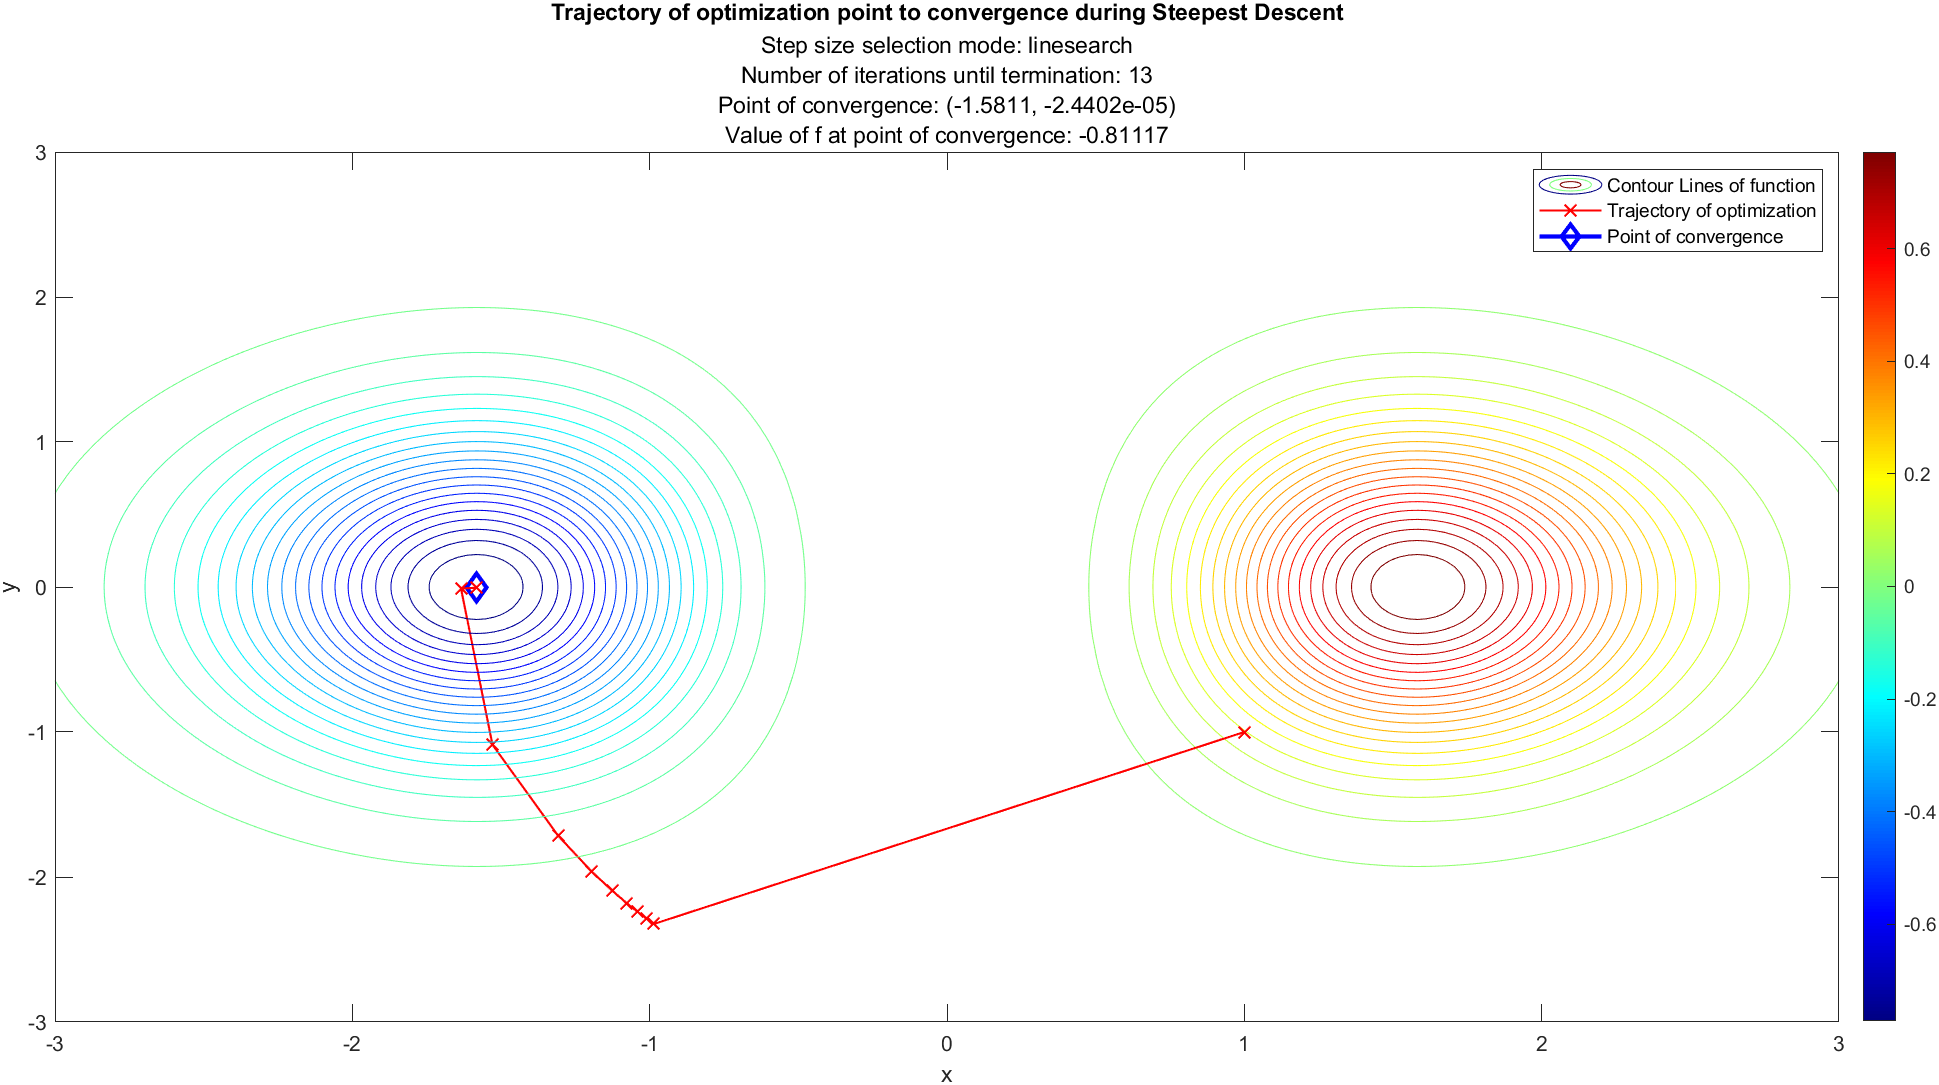 Trajectory of optimization point to convergence during Steepest Descent
Step size selection mode: linesearch
Number of iterations until termination: 13
Point of convergence: (-1.5811, -2.4402e-05)
Value of f at point of convergence: -0.81117
Contour Lines of function
Trajectory of optimization
Point of convergence
3
2
1
0
-1
-2
-3
y
-3
-2
-1
0
1
2
3
x
0.6
0.4
0.2
0
-0.2
-0.4
-0.6